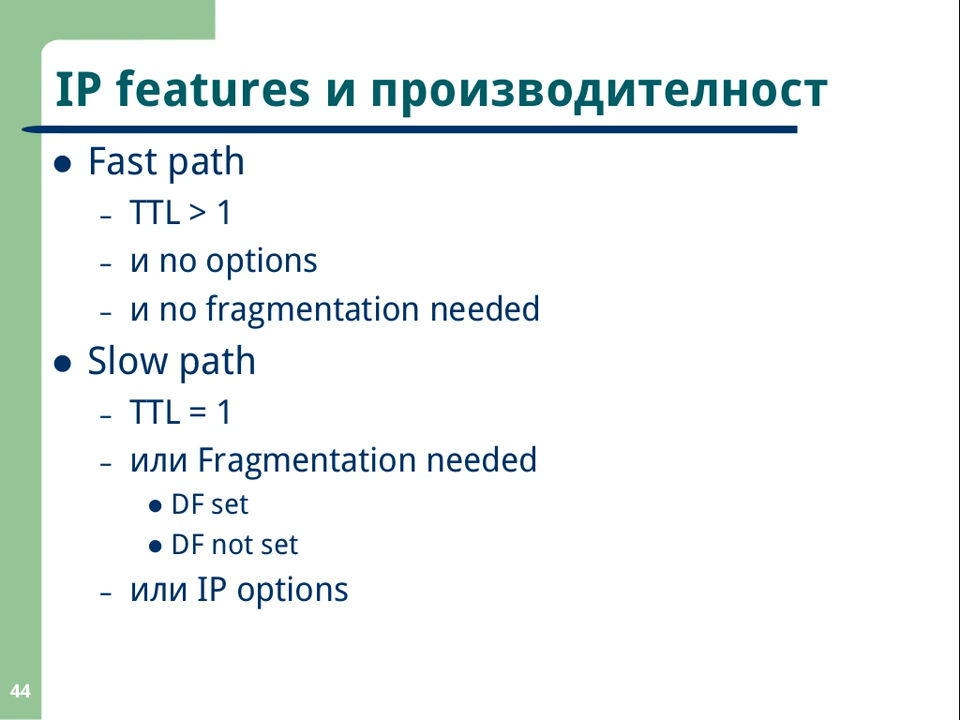 IP features и производителност
● Fast path
– TTL > 1
– и no options
– и no fragmentation needed
● Slow path
– TTL = 1
– или Fragmentation needed
● DF set
● DF not set
– или IP options
44